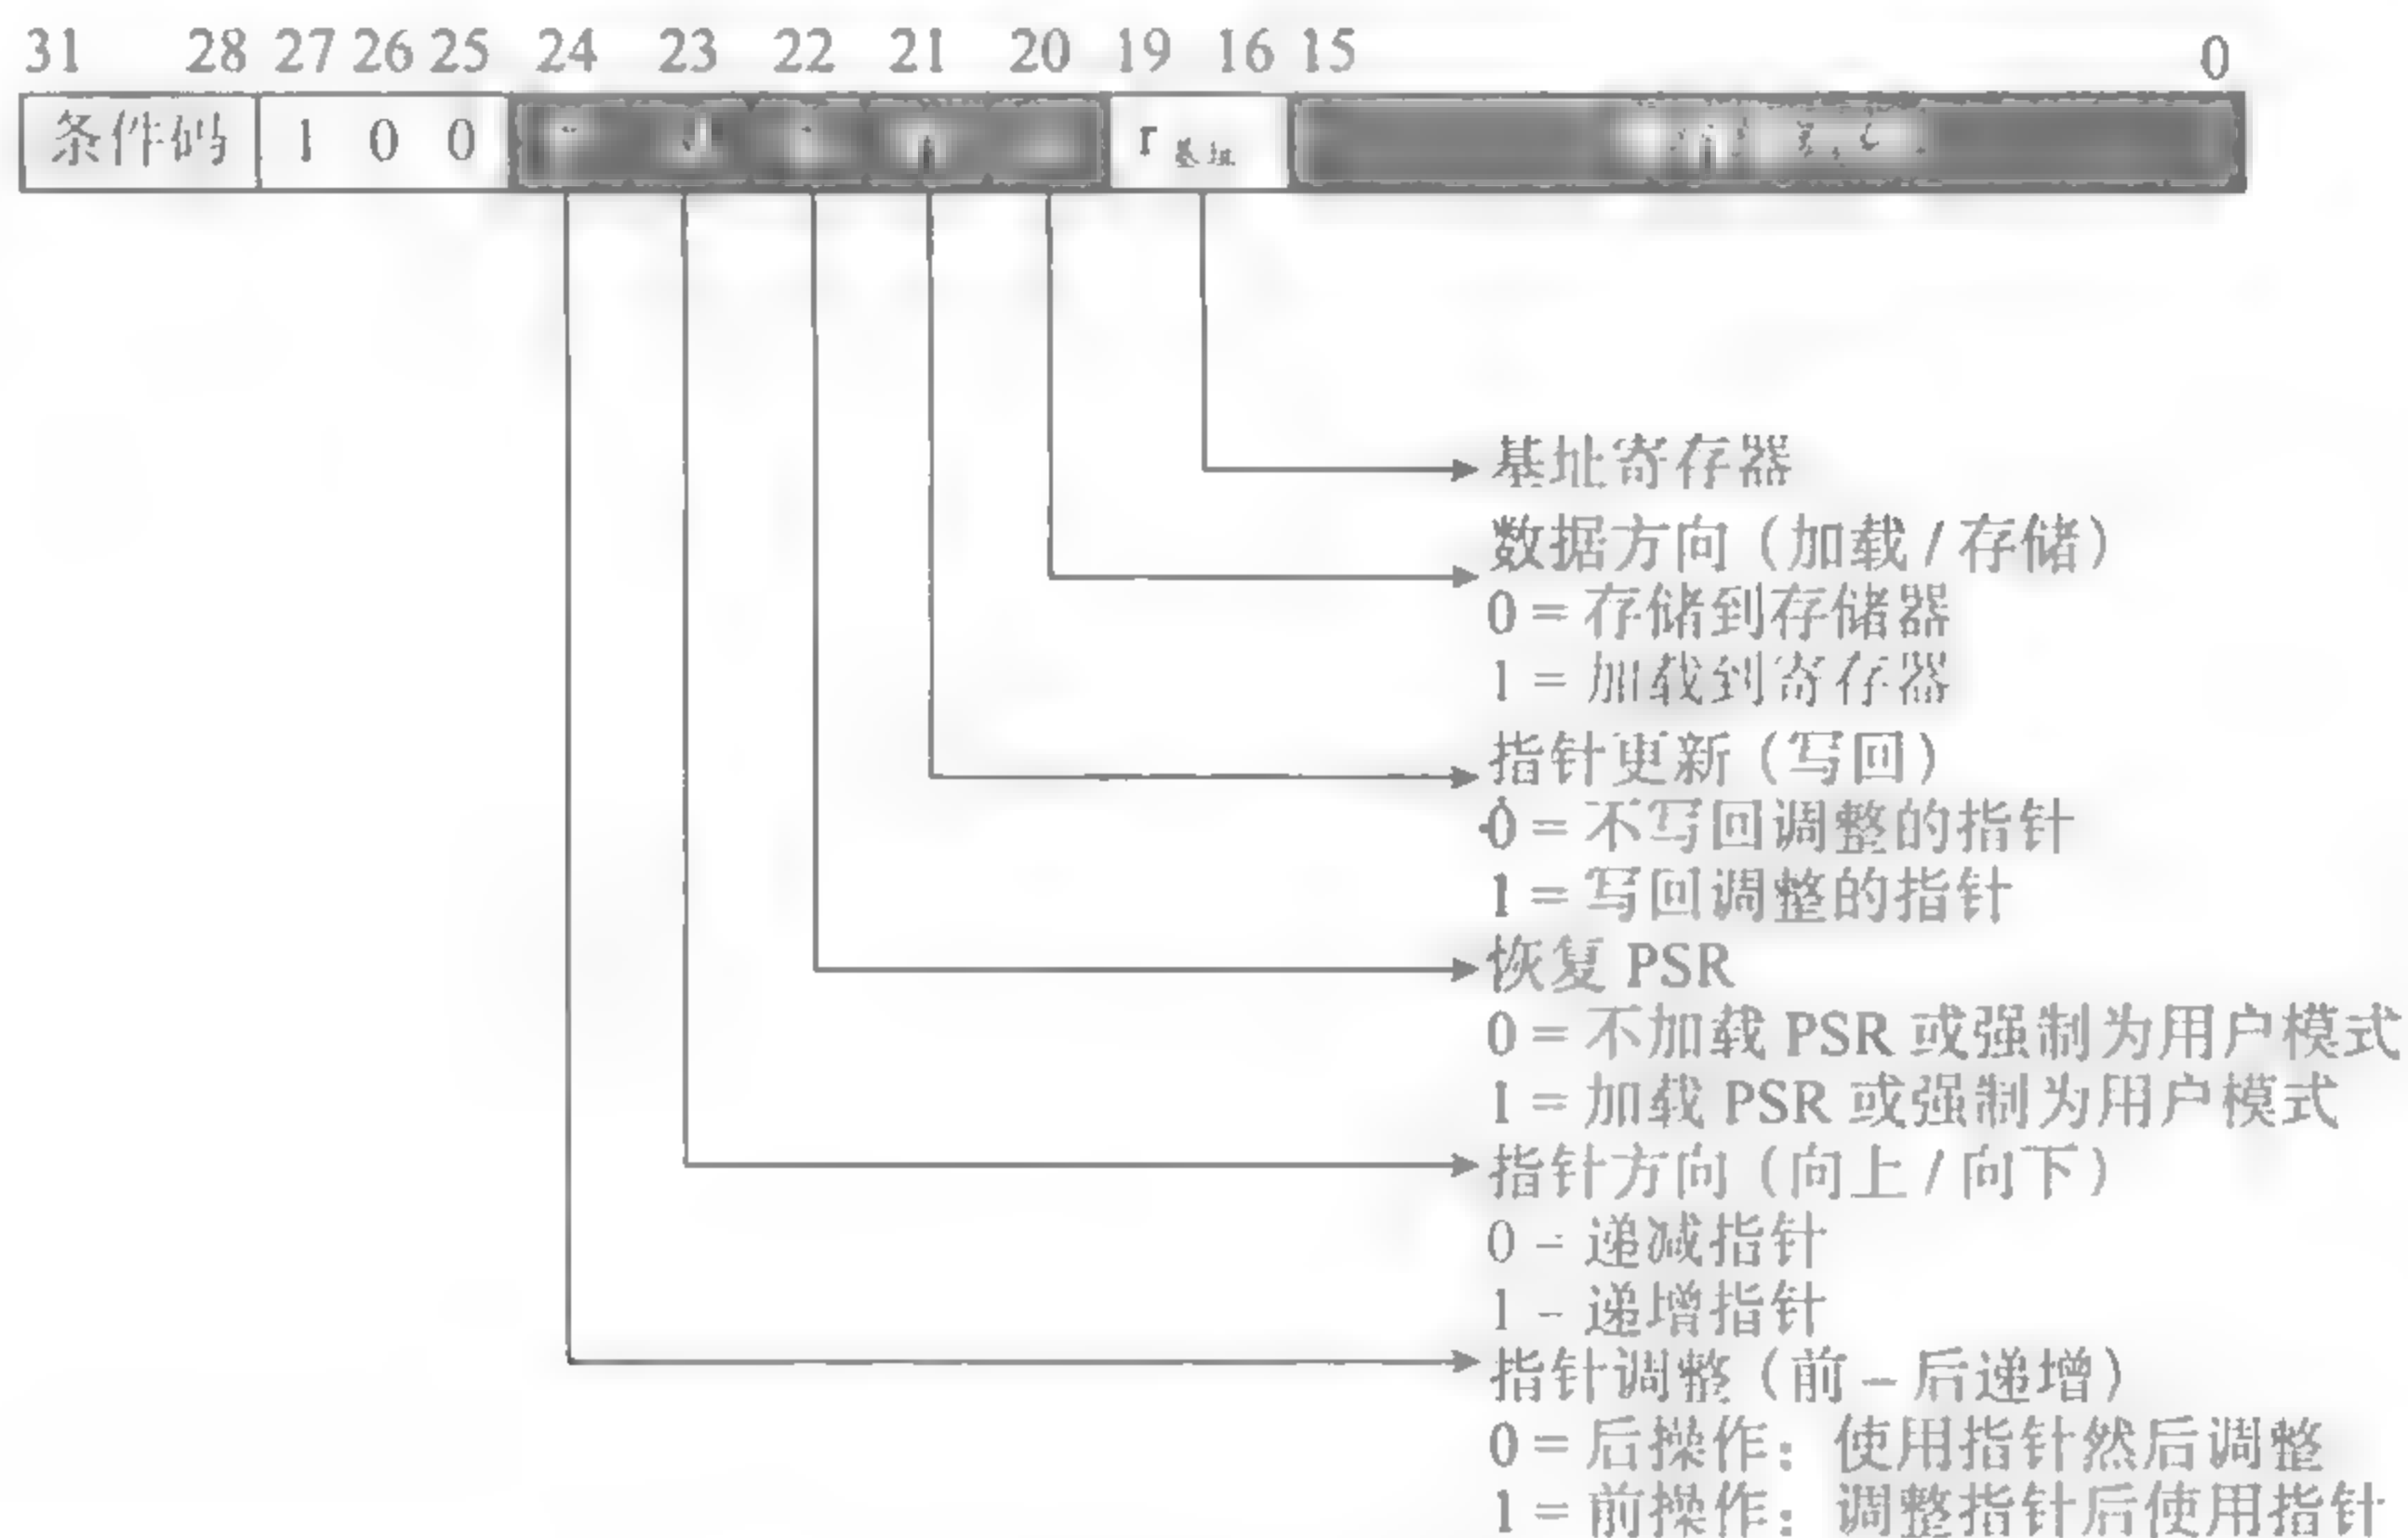 31 28 27 26 25 24 23 22 21 20 19 16 15 0
条件码 1 0 0 r 基址
基址寄存器
数据方向（加载 / 存储）
0 = 存储到存储器
1 = 加载到寄存器
指针更新（写回）
0 = 不写回调整的指针
1 = 写回调整的指针
恢复 PSR
0 = 不加载 PSR 或强制为用户模式
1 = 加载 PSR 或强制为用户模式
指针方向（向上 / 向下）
0 - 递减指针
1 - 递增指针
指针调整（前 – 后递增）
0 = 后操作：使用指针然后调整
1 = 前操作：调整指针后使用指针